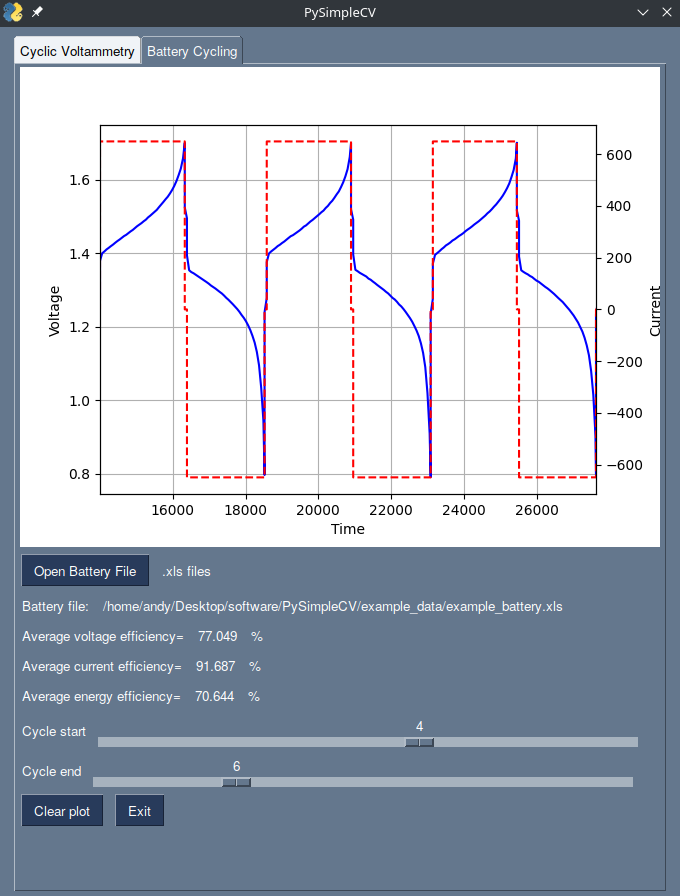 PySimpleCV
Cyclic Voltammetry Battery Cycling
1.6
1.4
1.2
1.0
0.8
Voltage
600
400
200
0
−200
−400
−600
Current
16000 18000 20000 22000 24000 26000
Time
Open Battery File .xls files
Battery file: /home/andy/Desktop/software/PySimpleCV/example_data/example_battery.xls
Average voltage efficiency= 77.049 %
Average current efficiency= 91.687 %
Average energy efficiency= 70.644 %
4
Cycle start
6
Cycle end
Clear plot Exit